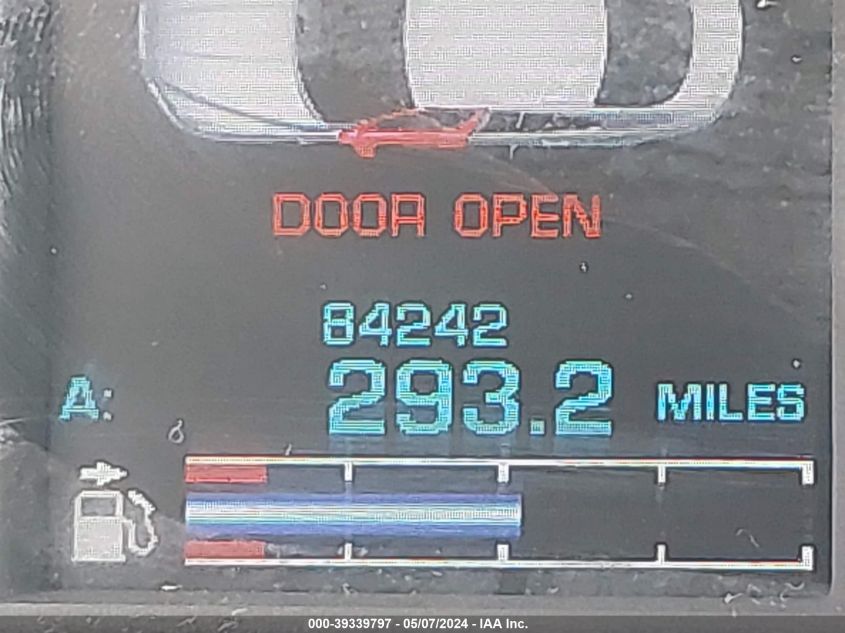 DOOR OPEN
84242
A: 293.2 MILES
000-39339797 - 05/07/2024 - IAA Inc.